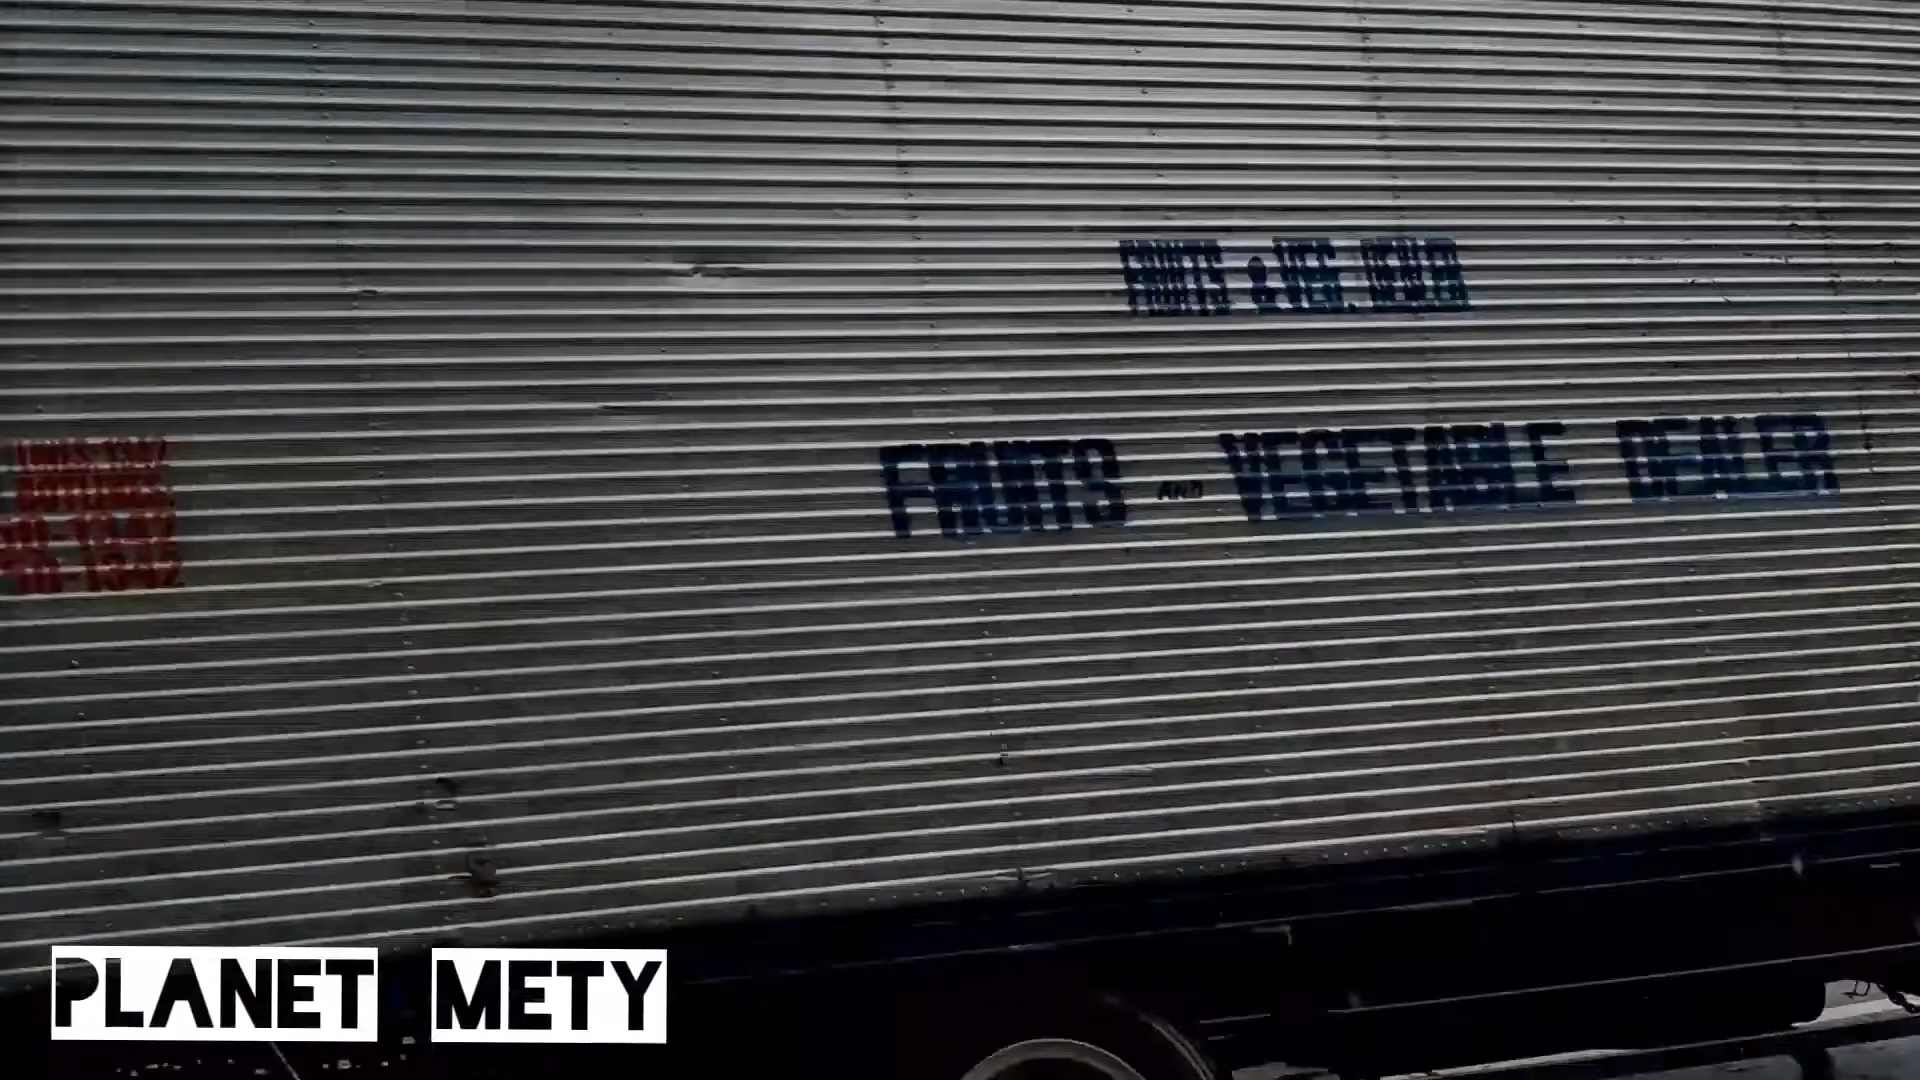 FRUITS & VEG. DEALER
FRUITS AND VEGETABLE DEALER
PLANET METY